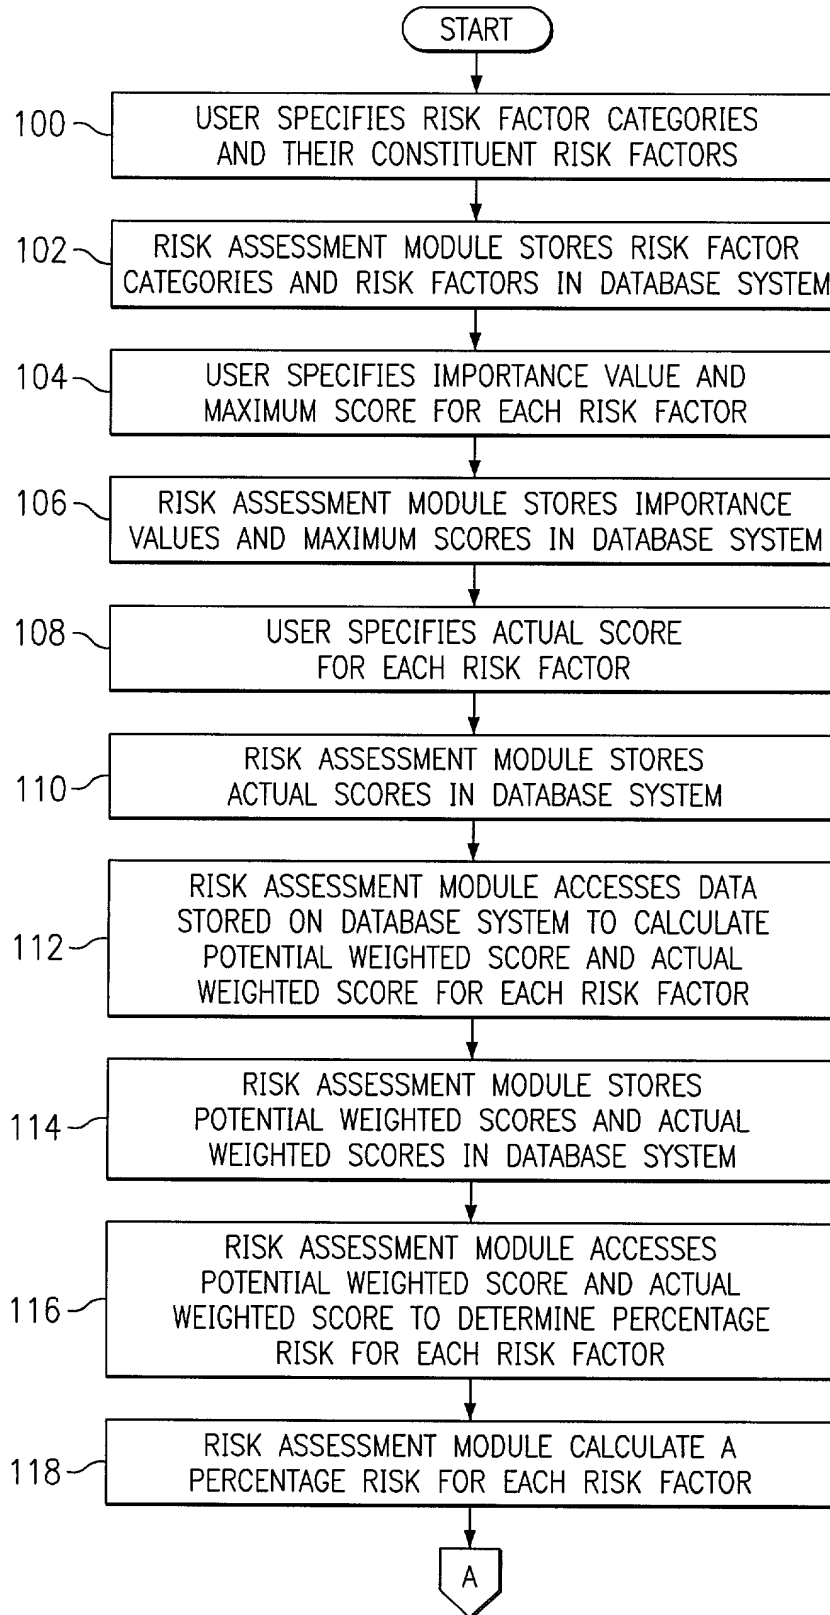 START
100
USER SPECIFIES RISK FACTOR CATEGORIES
AND THEIR CONSTITUENT RISK FACTORS
102
RISK ASSESSMENT MODULE STORES RISK FACTOR
CATEGORIES AND RISK FACTORS IN DATABASE SYSTEM
104
USER SPECIFIES IMPORTANCE VALUE AND
MAXIMUM SCORE FOR EACH RISK FACTOR
106
RISK ASSESSMENT MODULE STORES IMPORTANCE
VALUES AND MAXIMUM SCORES IN DATABASE SYSTEM
108
USER SPECIFIES ACTUAL SCORE
FOR EACH RISK FACTOR
110
RISK ASSESSMENT MODULE STORES
ACTUAL SCORES IN DATABASE SYSTEM
112
RISK ASSESSMENT MODULE ACCESSES DATA
STORED ON DATABASE SYSTEM TO CALCULATE
POTENTIAL WEIGHTED SCORE AND ACTUAL
WEIGHTED SCORE FOR EACH RISK FACTOR
114
RISK ASSESSMENT MODULE STORES
POTENTIAL WEIGHTED SCORES AND ACTUAL
WEIGHTED SCORES IN DATABASE SYSTEM
116
RISK ASSESSMENT MODULE ACCESSES
POTENTIAL WEIGHTED SCORE AND ACTUAL
WEIGHTED SCORE TO DETERMINE PERCENTAGE
RISK FOR EACH RISK FACTOR
118
RISK ASSESSMENT MODULE CALCULATE A
PERCENTAGE RISK FOR EACH RISK FACTOR
A